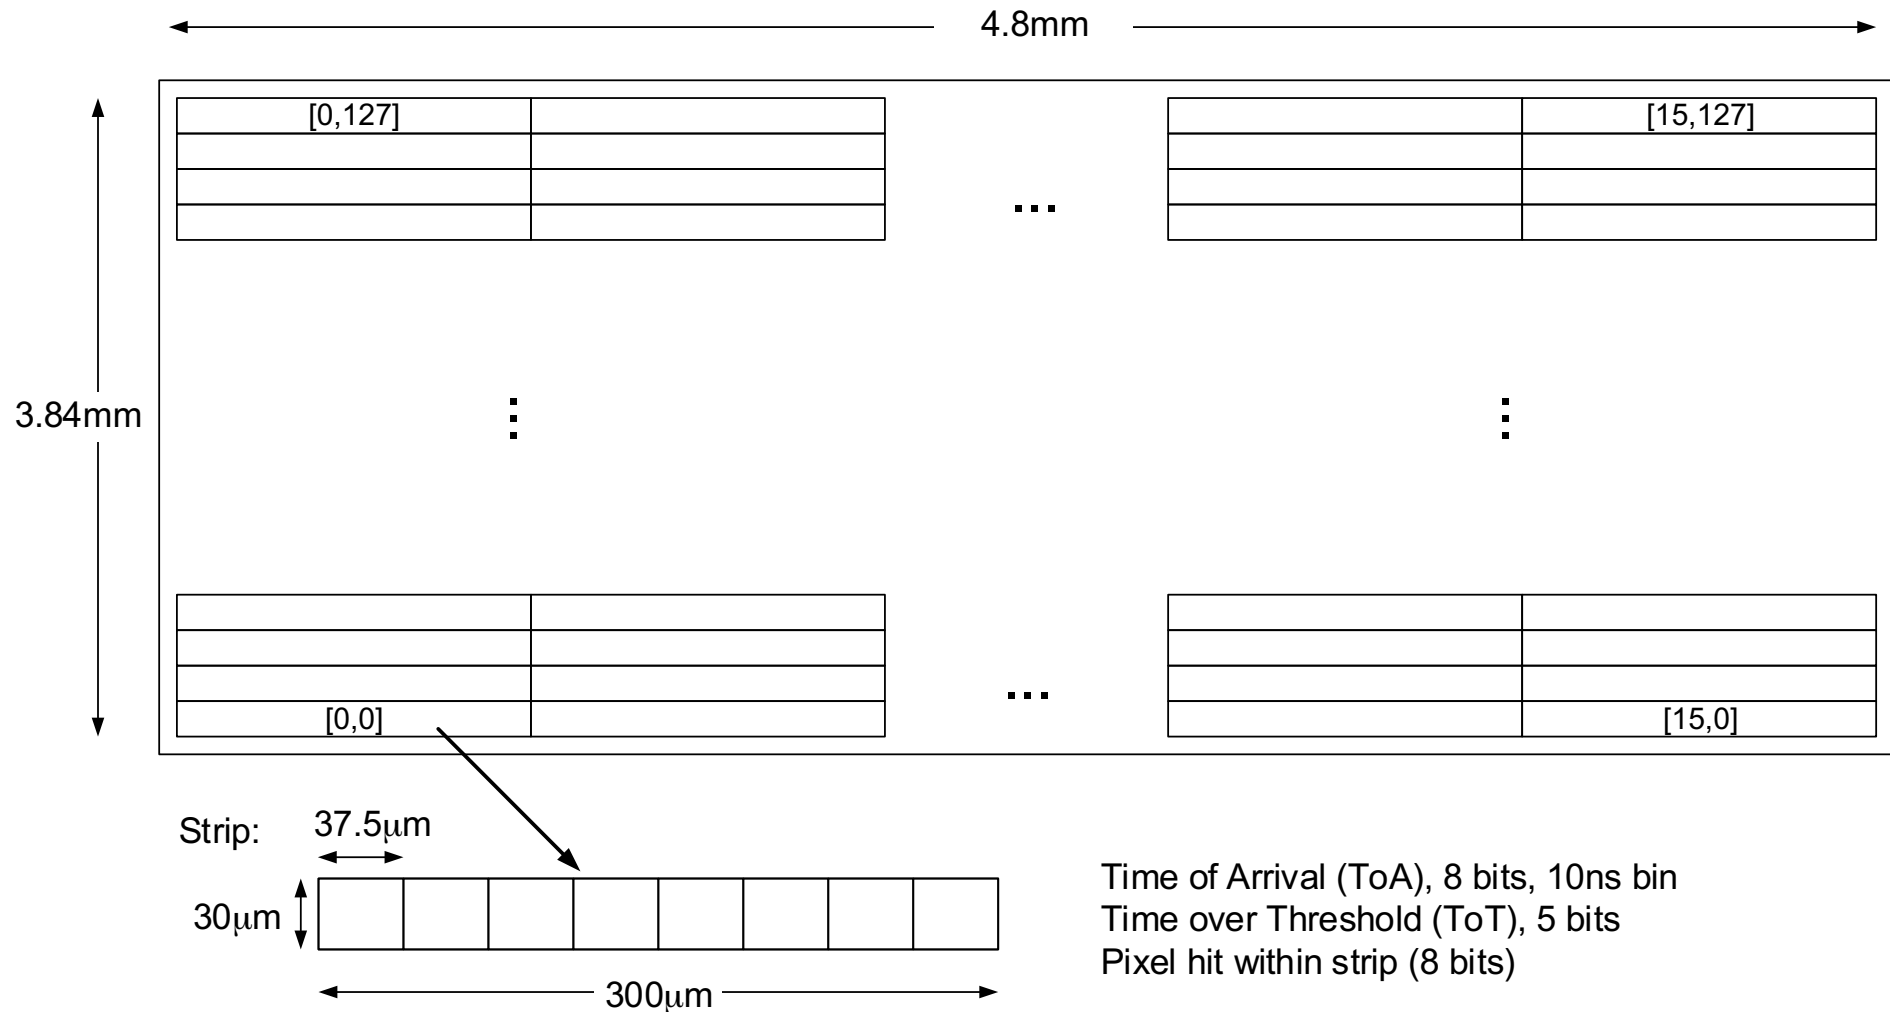 4.8mm
[0,127]
[15,127]
3.84mm
[0,0]
[15,0]
Strip:
37.5μm
30μm
300μm
Time of Arrival (ToA), 8 bits, 10ns bin
Time over Threshold (ToT), 5 bits
Pixel hit within strip (8 bits)